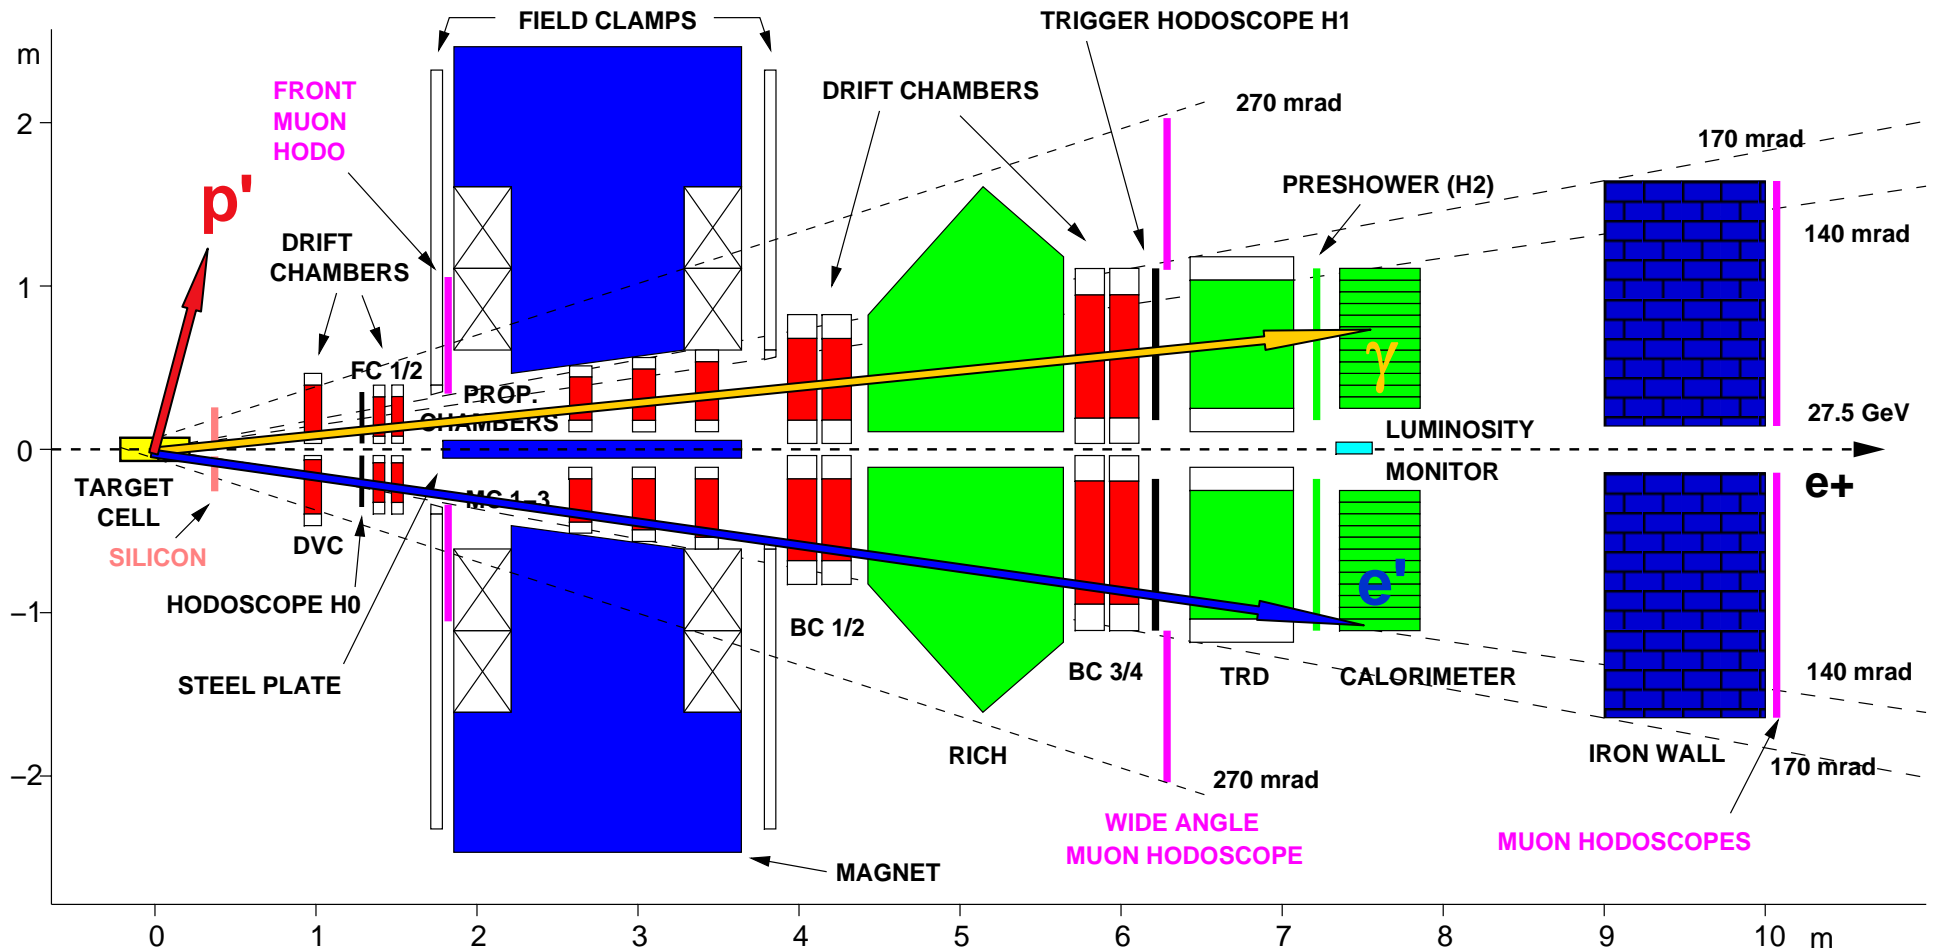 FIELD CLAMPS
TRIGGER HODOSCOPE H1
m
FRONT
MUON
HODO
DRIFT CHAMBERS
270 mrad
2
170 mrad
p'
PRESHOWER (H2)
DRIFT
CHAMBERS
140 mrad
1
FC 1/2
γ
PROP.
CHAMBERS
27.5 GeV
LUMINOSITY
MONITOR
0
e+
TARGET
CELL
MC 1–3
SILICON
DVC
e'
HODOSCOPE H0
–1
BC 1/2
BC 3/4
TRD
CALORIMETER
140 mrad
STEEL PLATE
RICH
IRON WALL
170 mrad
–2
270 mrad
WIDE ANGLE
MUON HODOSCOPE
MUON HODOSCOPES
MAGNET
0 1 2 3 4 5 6 7 8 9 10 m